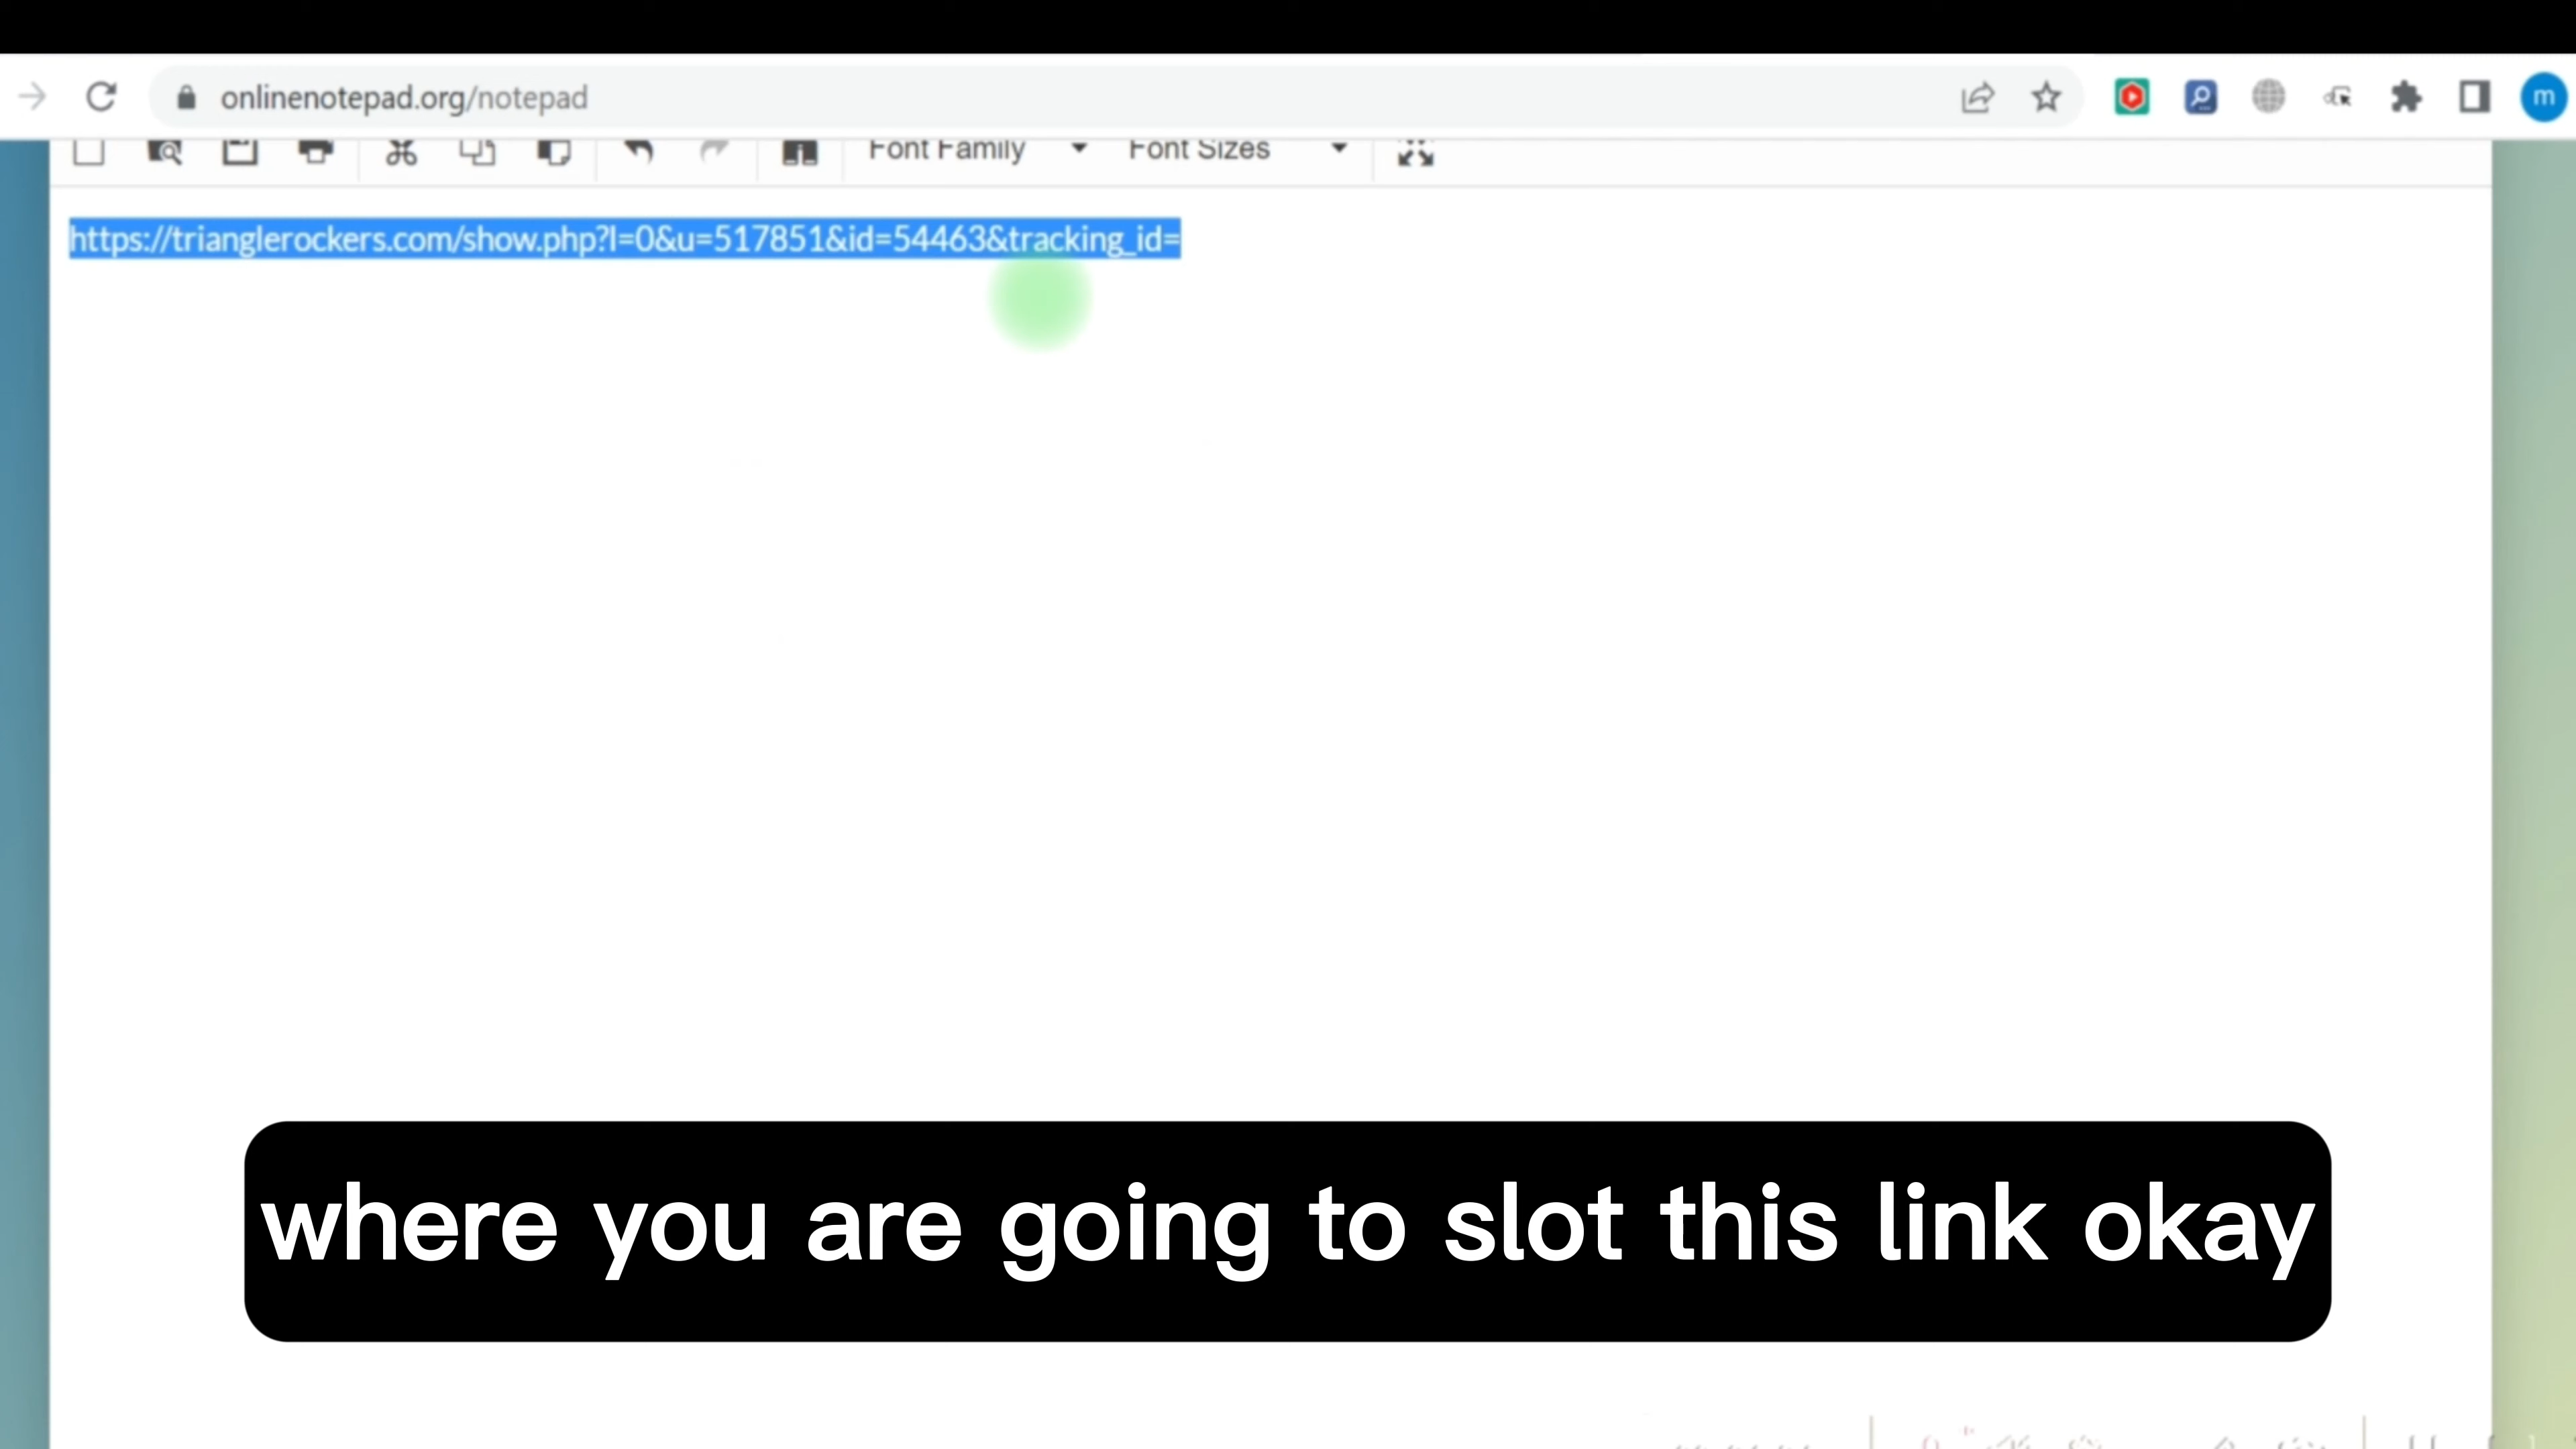 onlinenotepad.org/notepad
m
Font Family Font Sizes
https://trianglerockers.com/show.php?l=0&u=517851&id=54463&tracking_id=
where you are going to slot this link okay